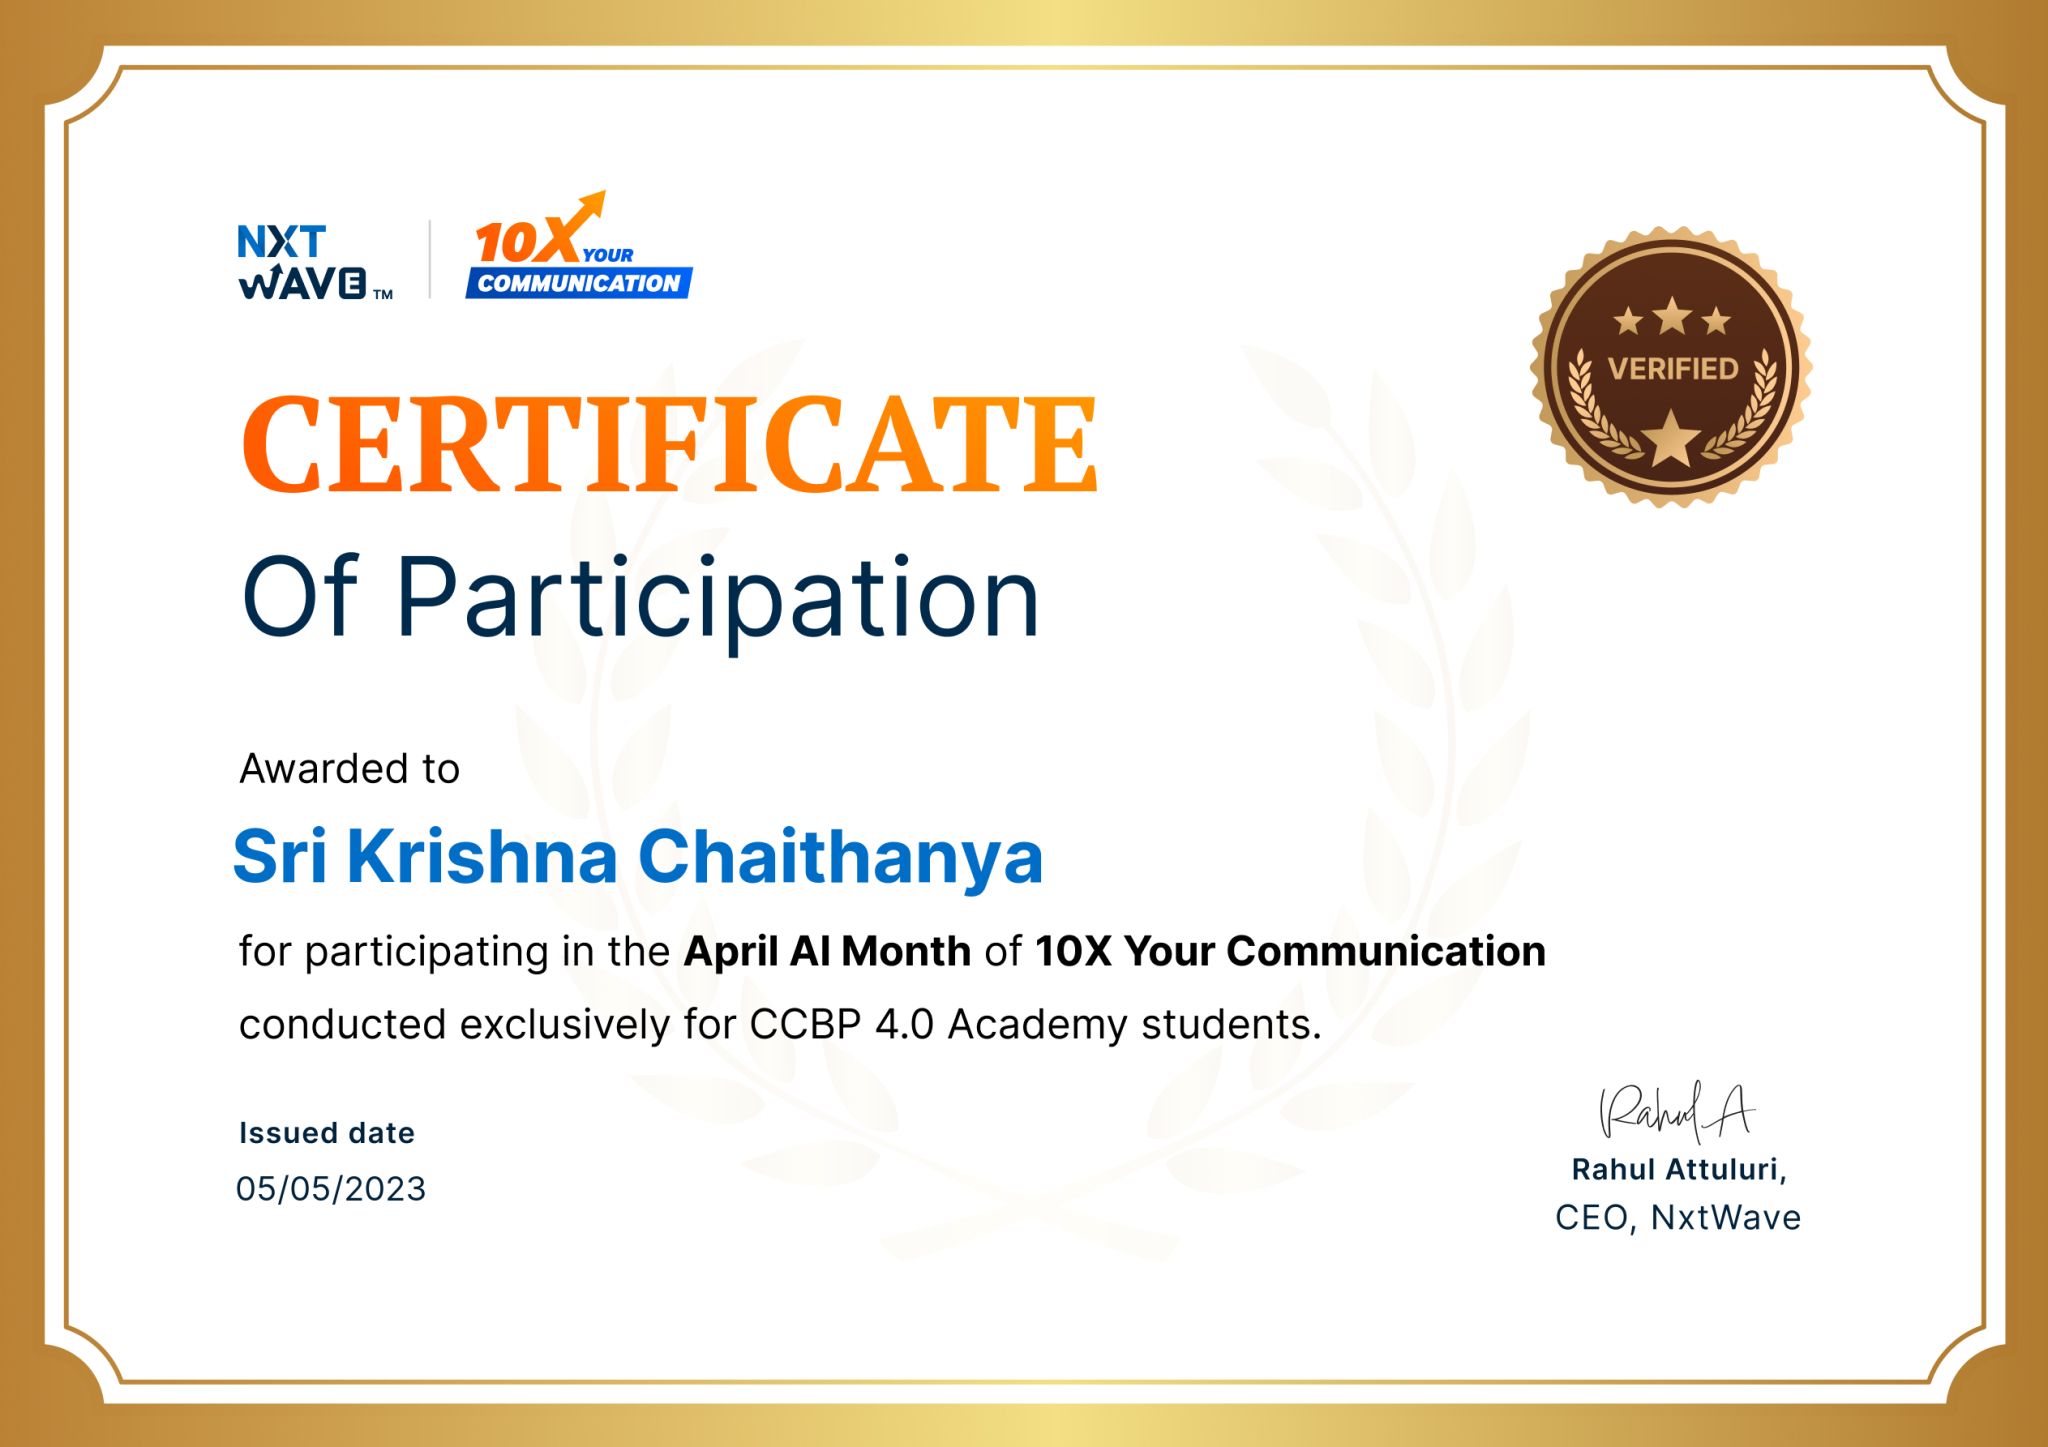 NXT
WAVE TM
10X YOUR
COMMUNICATION
VERIFIED
CERTIFICATE
Of Participation
Awarded to
Sri Krishna Chaithanya
for participating in the April AI Month of 10X Your Communication
conducted exclusively for CCBP 4.0 Academy students.
Issued date
05/05/2023
Rahul A
Rahul Attuluri,
CEO, NxtWave